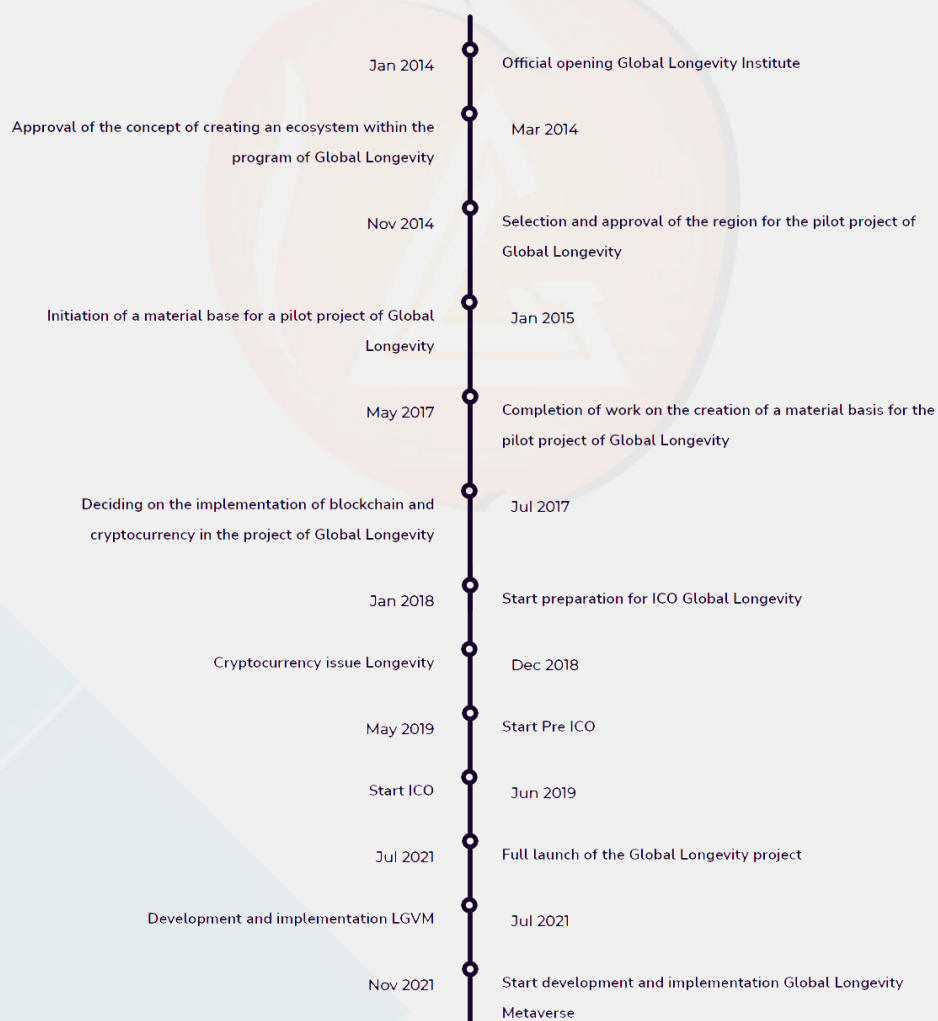 Jan 2014
Official opening Global Longevity Institute
Approval of the concept of creating an ecosystem within the
program of Global Longevity
Mar 2014
Nov 2014
Selection and approval of the region for the pilot project of
Global Longevity
Initiation of a material base for a pilot project of Global
Longevity
Jan 2015
May 2017
Completion of work on the creation of a material basis for the
pilot project of Global Longevity
Deciding on the implementation of blockchain and
cryptocurrency in the project of Global Longevity
Jul 2017
Jan 2018
Start preparation for ICO Global Longevity
Cryptocurrency issue Longevity
Dec 2018
May 2019
Start Pre ICO
Start ICO
Jun 2019
Jul 2021
Full launch of the Global Longevity project
Development and implementation LGVM
Jul 2021
Nov 2021
Start development and implementation Global Longevity
Metaverse